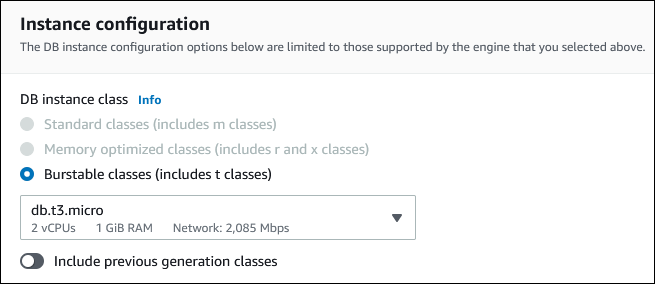 Instance configuration
The DB instance configuration options below are limited to those supported by the engine that you selected above.
DB instance class Info
Standard classes (includes m classes)
Memory optimized classes (includes r and x classes)
Burstable classes (includes t classes)
db.t3.micro
2 vCPUs 1 GiB RAM Network: 2,085 Mbps
Include previous generation classes